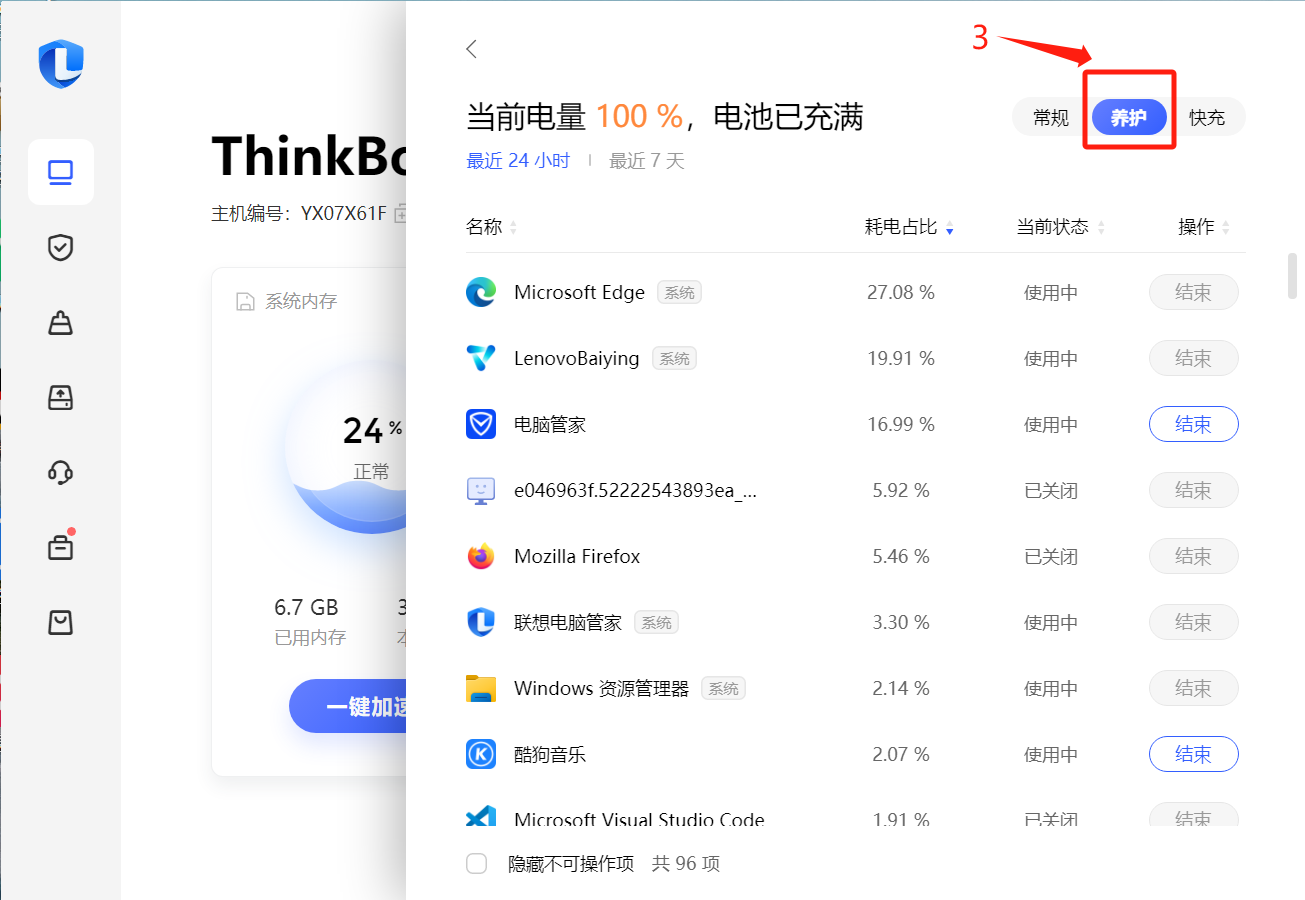 3
当前电量 100 %，电池已充满
常规 养护 快充
最近 24 小时 最近 7 天
ThinkBo
主机编号：YX07X61F
名称 耗电占比 当前状态 操作
系统内存
24 %
正常
6.7 GB 3
已用内存 本
一键加速
Microsoft Edge 系统 27.08 % 使用中 结束
LenovoBaiying 系统 19.91 % 使用中 结束
电脑管家 16.99 % 使用中 结束
e046963f.52222543893ea_... 5.92 % 已关闭 结束
Mozilla Firefox 5.46 % 已关闭 结束
联想电脑管家 系统 3.30 % 使用中 结束
Windows 资源管理器 系统 2.14 % 使用中 结束
酷狗音乐 2.07 % 使用中 结束
Microsoft Visual Studio Code 1.91 % 已关闭 结束
隐藏不可操作项 共 96 项